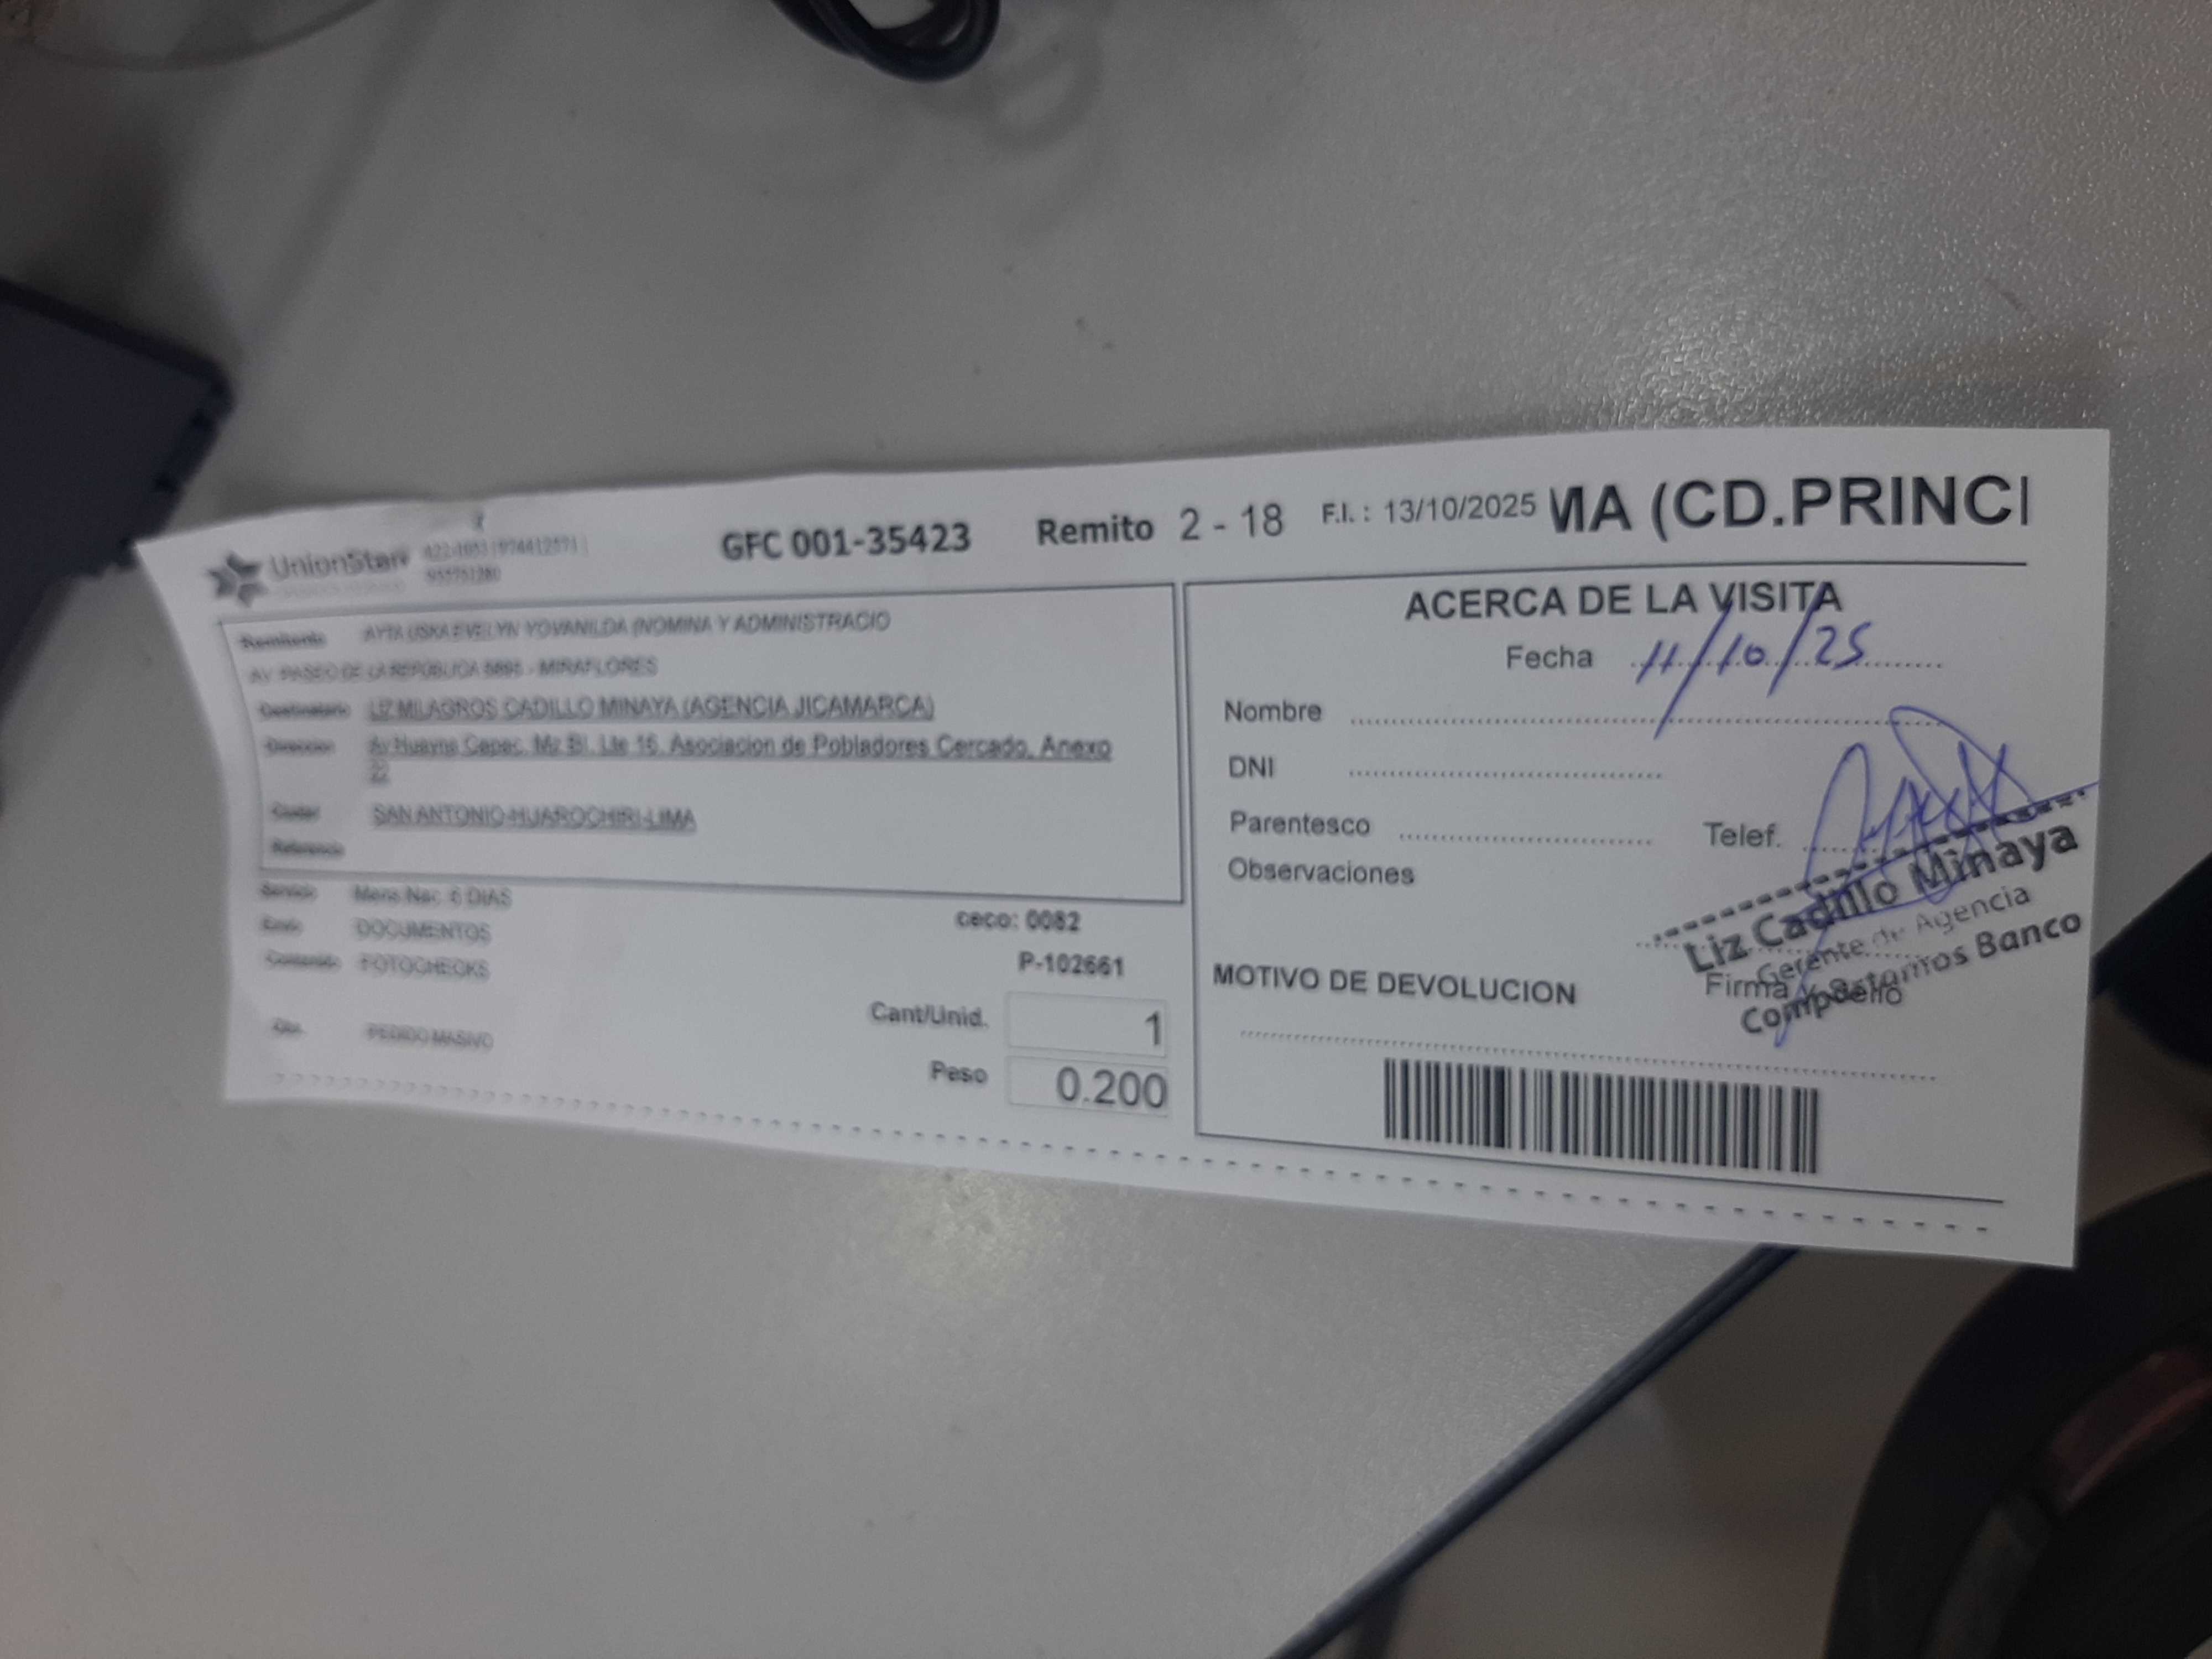 UnionStar
GFC 001-35423 Remito 2 - 18 F.I. : 13/10/2025 MA (CD.PRINCI
955751280
Remitente AYTA USKA EVELYN YOVANILDA (NOMINA Y ADMINISTRACIO
AV. PASEO DE LA REPÚBLICA - MIRAFLORES
Destinatario LIZ MILAGROS CADILLO MINAYA (AGENCIA JICAMARCA)
Direccion Av Huayna Capac, Mz Bl, Lte 16, Asociacion de Pobladores Cercado, Anexo
22
Ciudad SAN ANTONIO-HUAROCHIRI-LIMA
Referencia
Servicio Mens Nac. 6 DIAS
Envio DOCUMENTOS
Contenido FOTOCHECKS
Obs. PEDIDO MASIVO
ceco: 0082
P-102661
Cant/Unid. 1
Peso 0.200
ACERCA DE LA VISITA
Fecha 11/10/25
Nombre
DNI
Parentesco
Telef.
Observaciones
Liz Cadillo Minaya
Gerente de Agencia
Compartamos Banco
Firma y Sello
MOTIVO DE DEVOLUCION